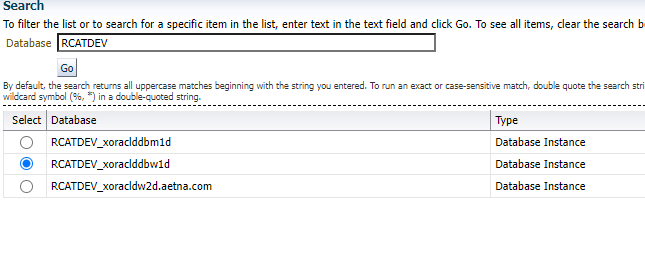 Search
To filter the list or to search for a specific item in the list, enter text in the text field and click Go. To see all items, clear the search b
Database RCATDEV
Go
By default, the search returns all uppercase matches beginning with the string you entered. To run an exact or case-sensitive match, double quote the search stri
wildcard symbol (%, *) in a double-quoted string.
Select Database Type
RCATDEV_xoraclddbm1d Database Instance
RCATDEV_xoraclddbw1d Database Instance
RCATDEV_xoracldw2d.aetna.com Database Instance